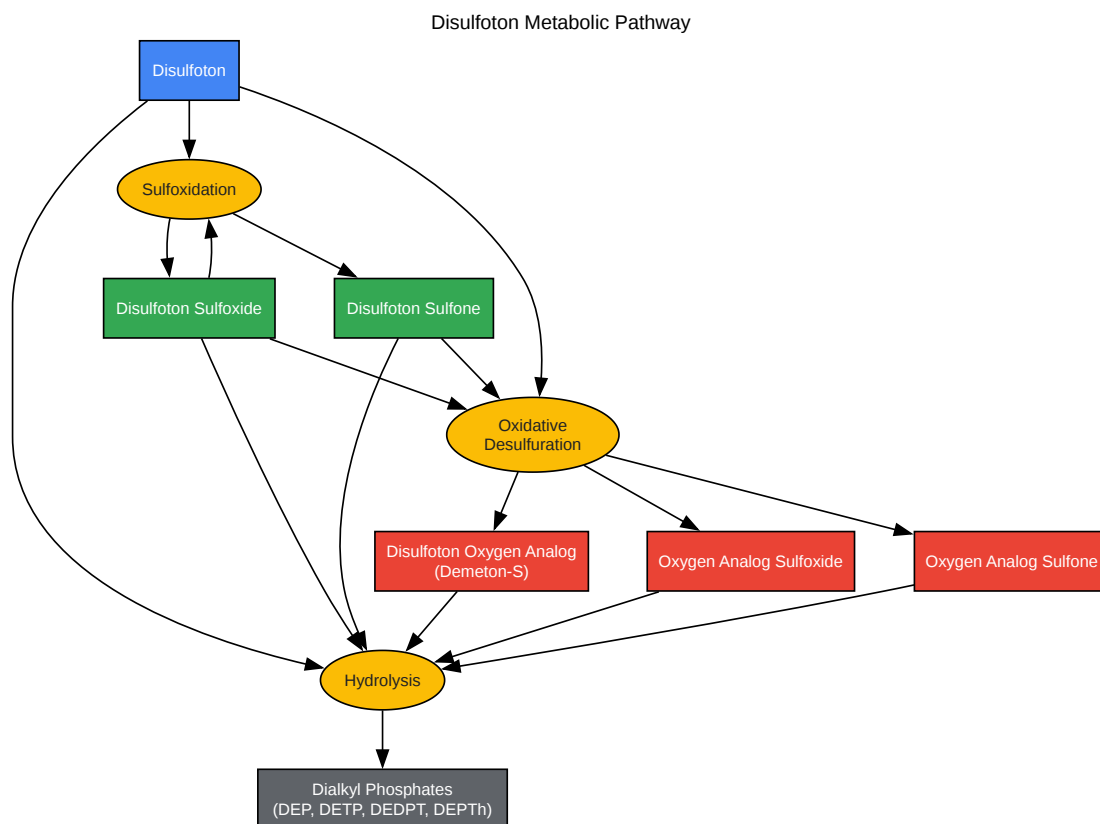 Disulfoton Metabolic Pathway
Disulfoton
Sulfoxidation
Disulfoton Sulfoxide
Disulfoton Sulfone
Oxidative
Desulfuration
Disulfoton Oxygen Analog
(Demeton-S)
Oxygen Analog Sulfoxide
Oxygen Analog Sulfone
Hydrolysis
Dialkyl Phosphates
(DEP, DETP, DEDPT, DEPTh)